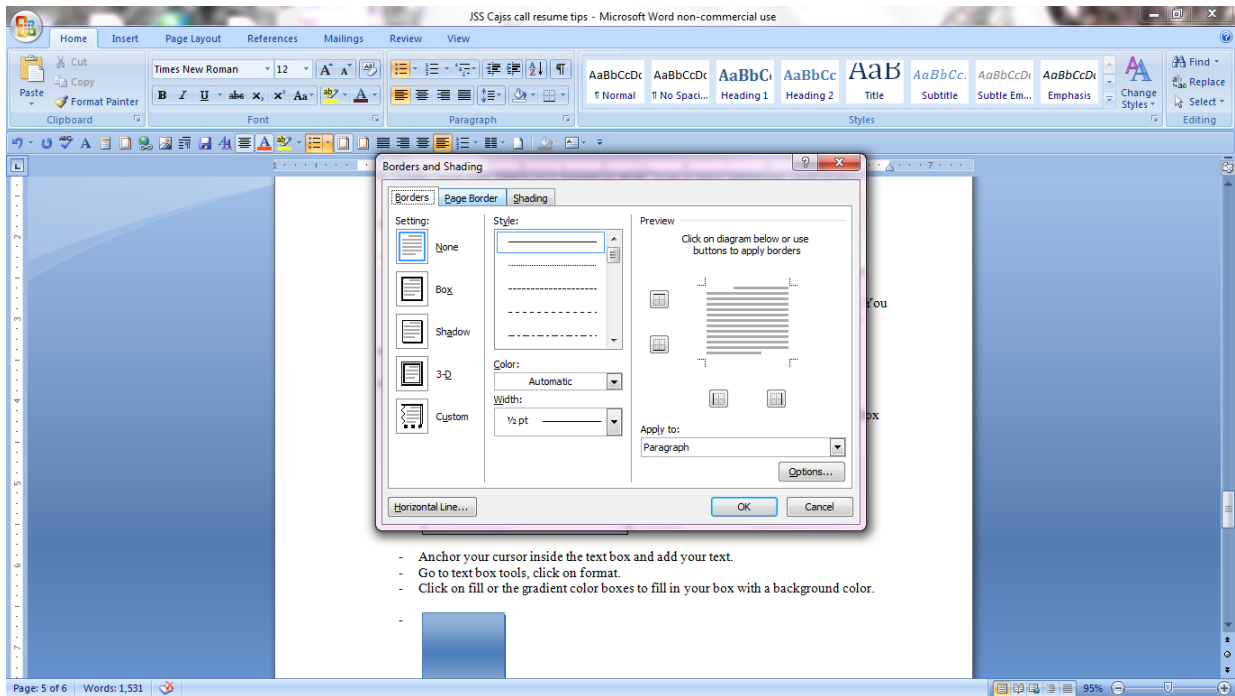 JSS Cajss call resume tips - Microsoft Word non-commercial use
Home Insert Page Layout References Mailings Review View
Paste
Cut
Copy
Format Painter
Clipboard
Times New Roman 12
B I U abc X₂ X² Aa A
Font
Paragraph
AaBbCcDc AaBbCcDc AaBbC AaBbCc AaB AaBbCc. AaBbCcDc AaBbCcDc
¶ Normal ¶ No Spaci... Heading 1 Heading 2 Title Subtitle Subtle Em... Emphasis
Change
Styles
Styles
Find
Replace
Select
Editing
Borders and Shading
Borders Page Border Shading
Setting:
None
Box
Shadow
3-D
Custom
Style:
Color:
Automatic
Width:
½ pt
Preview
Click on diagram below or use
buttons to apply borders
Apply to:
Paragraph
Options...
Horizontal Line...
OK Cancel
You
- Anchor your cursor inside the text box and add your text.
- Go to text box tools, click on format.
- Click on fill or the gradient color boxes to fill in your box with a background color.
-
Page: 5 of 6 Words: 1,531
95%